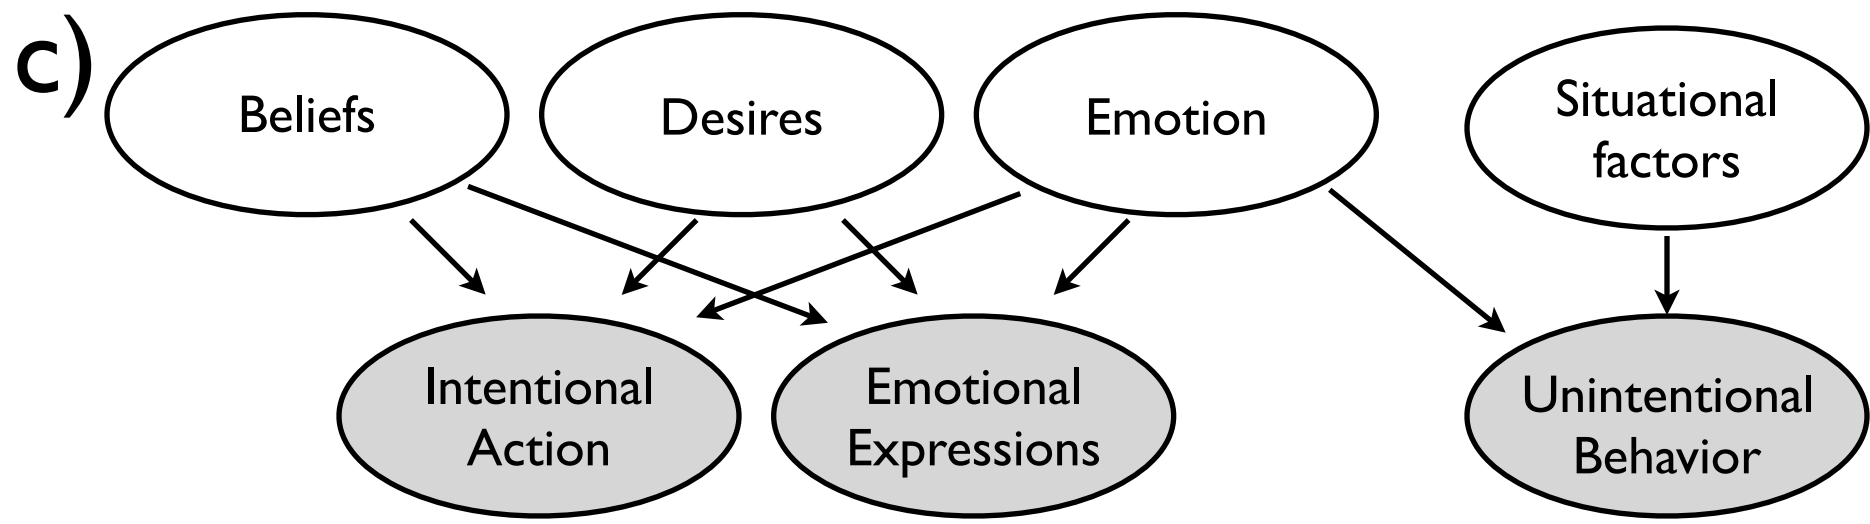 c)
Beliefs
Desires
Emotion
Situational
factors
Intentional
Action
Emotional
Expressions
Unintentional
Behavior